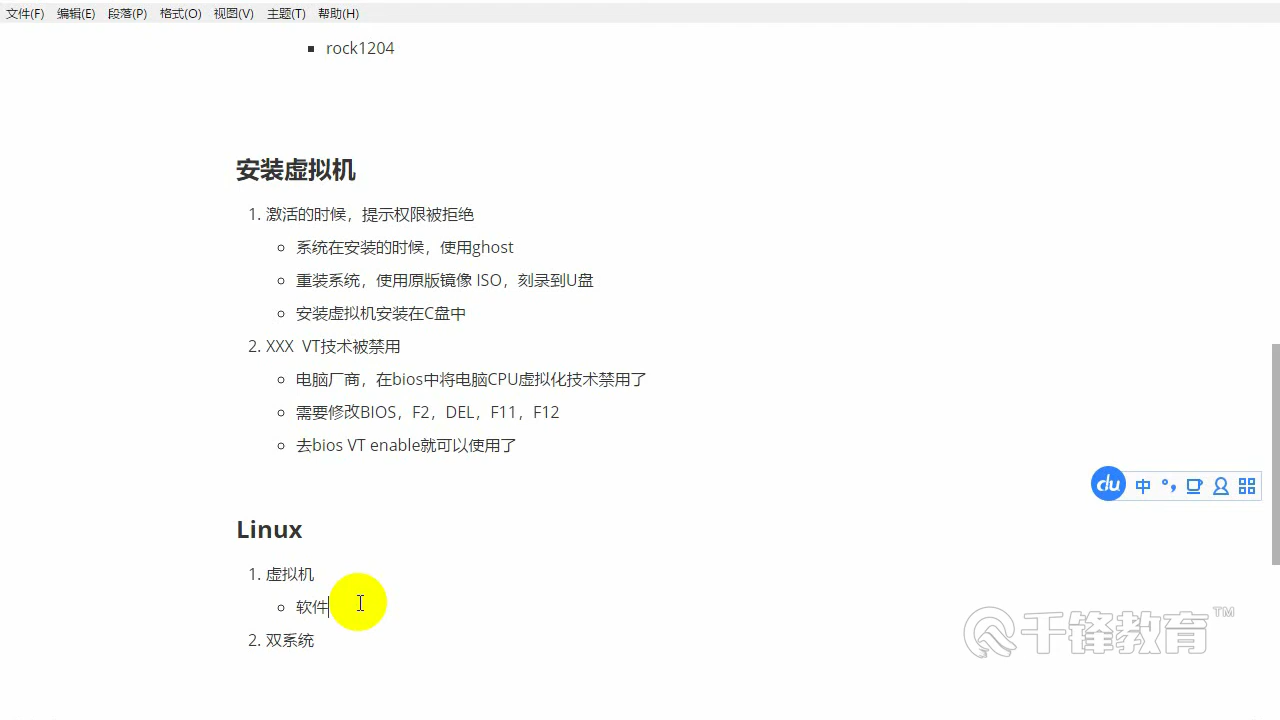 文件(F) 编辑(E) 段落(P) 格式(O) 视图(V) 主题(T) 帮助(H)
▪ rock1204
安装虚拟机
1. 激活的时候，提示权限被拒绝
○ 系统在安装的时候，使用ghost
○ 重装系统，使用原版镜像 ISO，刻录到U盘
○ 安装虚拟机安装在C盘中
2. XXX VT技术被禁用
○ 电脑厂商，在bios中将电脑CPU虚拟化技术禁用了
○ 需要修改BIOS，F2，DEL，F11，F12
○ 去bios VT enable就可以使用了
du 中 °,
Linux
1. 虚拟机
○ 软件
2. 双系统
千锋教育™